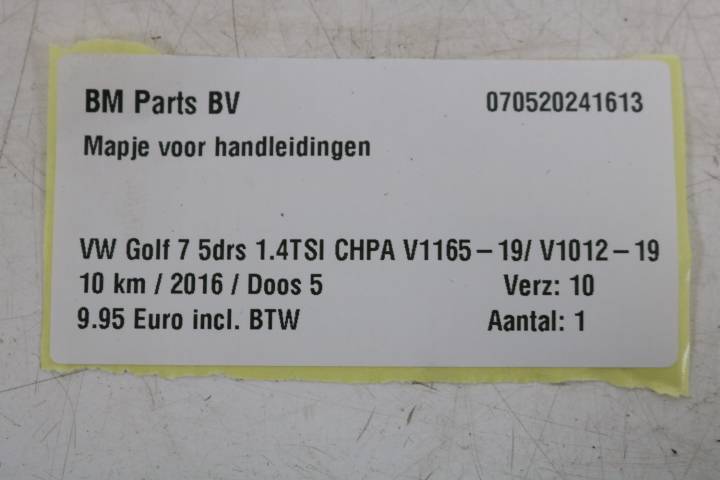 BM Parts BV 070520241613
Mapje voor handleidingen
VW Golf 7 5drs 1.4TSI CHPA V1165-19/ V1012-19
10 km / 2016 / Doos 5 Verz: 10
9.95 Euro incl. BTW Aantal: 1